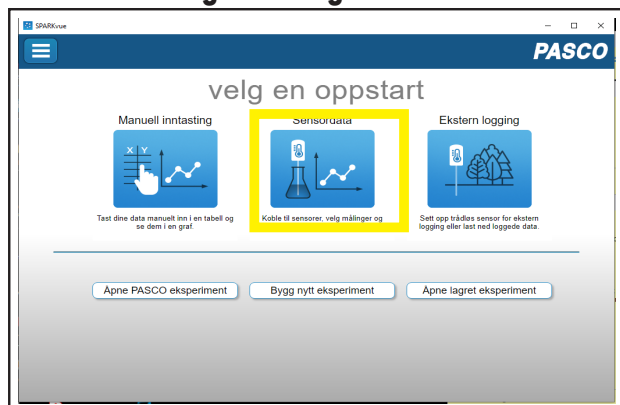 SPARKvue
PASCO
velg en oppstart
Manuell inntasting
Sensordata
Ekstern logging
X Y
Tast dine data manuelt inn i en tabell og
se dem i en graf.
Koble til sensorer, velg målinger og
Sett opp trådløs sensor for ekstern
logging eller last ned loggede data.
Åpne PASCO eksperiment
Bygg nytt eksperiment
Åpne lagret eksperiment